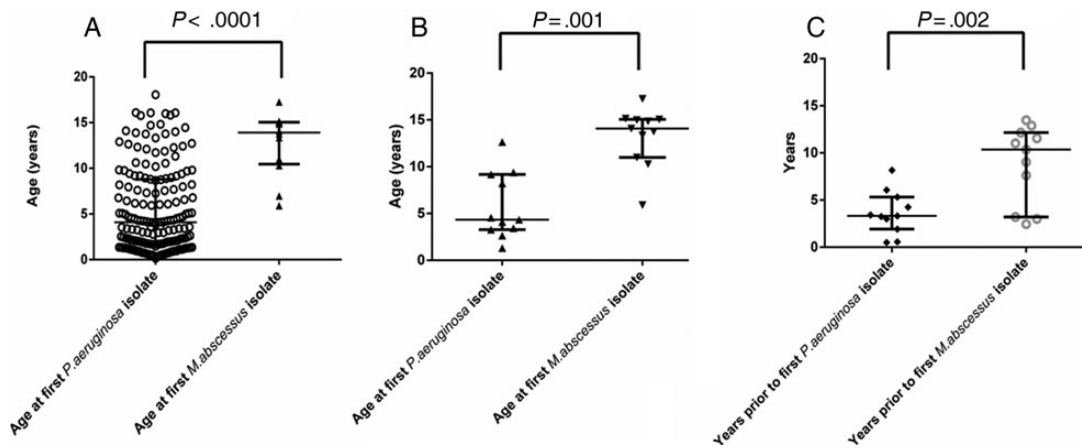 A
P < .0001
Age (years)
20
15
10
5
0
Age at first P.aeruginosa isolate
Age at first M.abscessus isolate
B
P = .001
Age (years)
20
15
10
5
0
Age at first P.aeruginosa isolate
Age at first M.abscessus isolate
C
P = .002
Years
20
15
10
5
0
Years prior to first P.aeruginosa isolate
Years prior to first M.abscessus isolate